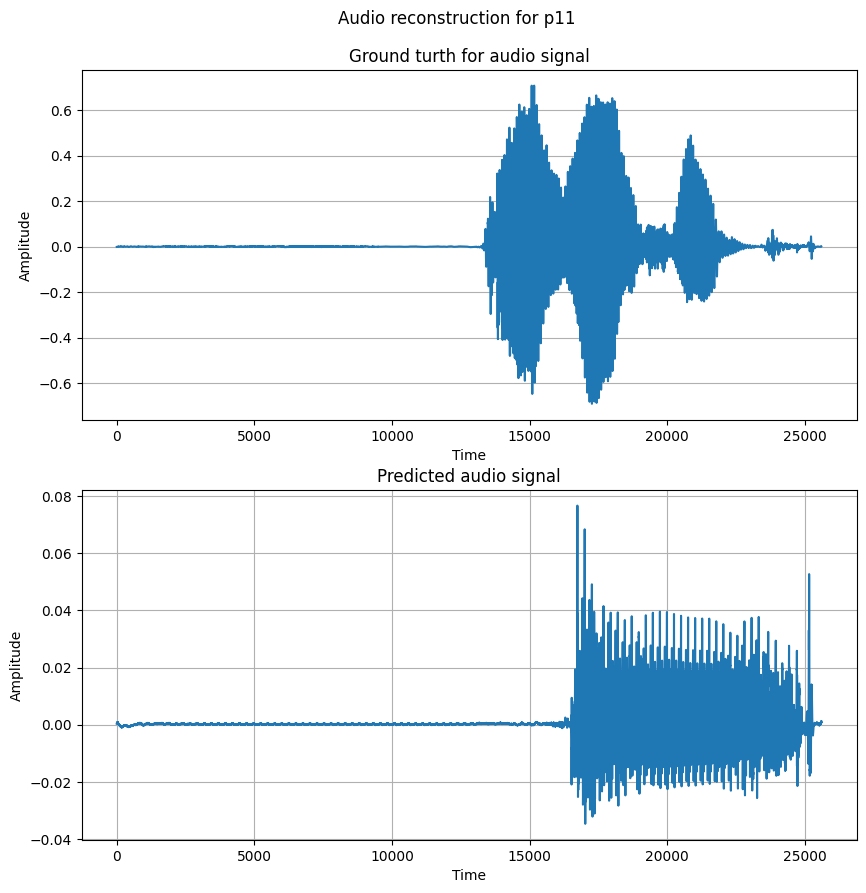 Audio reconstruction for p11
Ground turth for audio signal
0.6
0.4
0.2
0.0
−0.2
−0.4
−0.6
Amplitude
0 5000 10000 15000 20000 25000
Time
Predicted audio signal
0.08
0.06
0.04
0.02
0.00
−0.02
−0.04
Amplitude
0 5000 10000 15000 20000 25000
Time